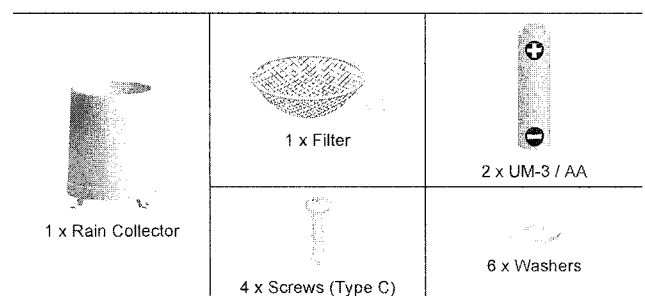 1 x Rain Collector
1 x Filter
2 x UM-3 / AA
4 x Screws (Type C)
6 x Washers